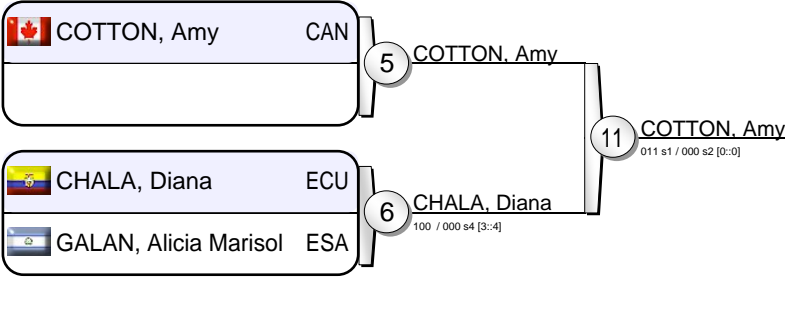 COTTON, Amy CAN
5
COTTON, Amy
11
COTTON, Amy
011 s1 / 000 s2 [0::0]
CHALA, Diana ECU
6
CHALA, Diana
100 / 000 s4 [3::4]
GALAN, Alicia Marisol ESA